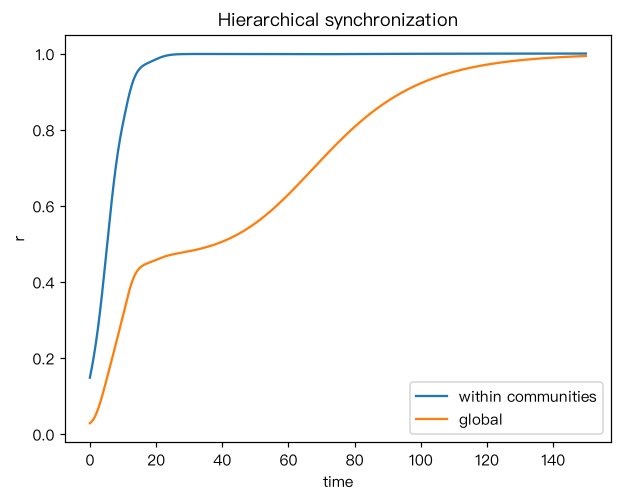 Hierarchical synchronization
1.0
0.8
0.6
0.4
0.2
0.0
r
within communities
global
0 20 40 60 80 100 120 140
time